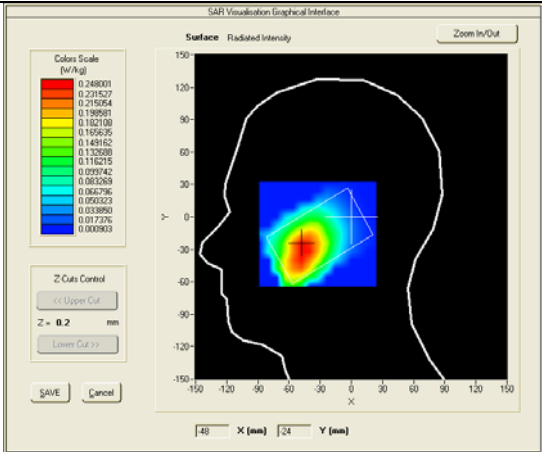 SAR Visualisation Graphical Interface
Surface Radiated Intensity
Zoom In/Out
Colors Scale
(W/kg)
0.248001
0.231527
0.215054
0.198581
0.182108
0.165635
0.149162
0.132688
0.116215
0.099742
0.083269
0.066796
0.050323
0.033850
0.017376
0.000903
Z-Cuts Control
<< Upper Cut
Z = 0.2 mm
Lower Cut >>
SAVE Cancel
150-
120-
90-
60-
30-
0-
-30-
-60-
-90-
-120-
-150-
Y
-150 -120 -90 -60 -30 0 30 60 90 120 150
X
-48 X (mm) -24 Y (mm)